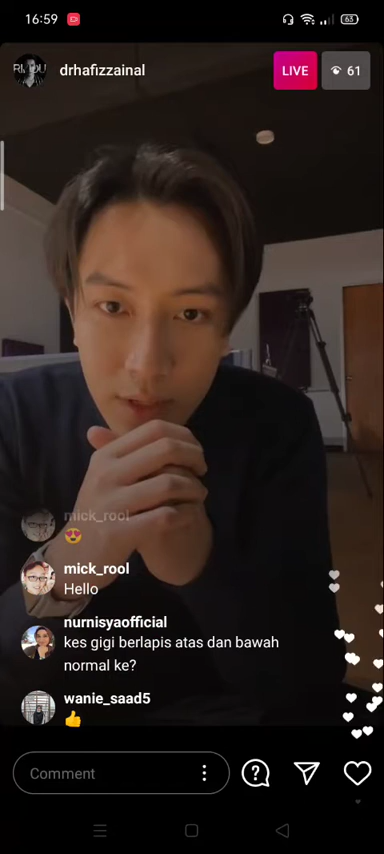 16:59
63
drhafizzainal
LIVE
61
mick_rool
mick_rool
Hello
nurnisyaofficial
kes gigi berlapis atas dan bawah
normal ke?
wanie_saad5
Comment